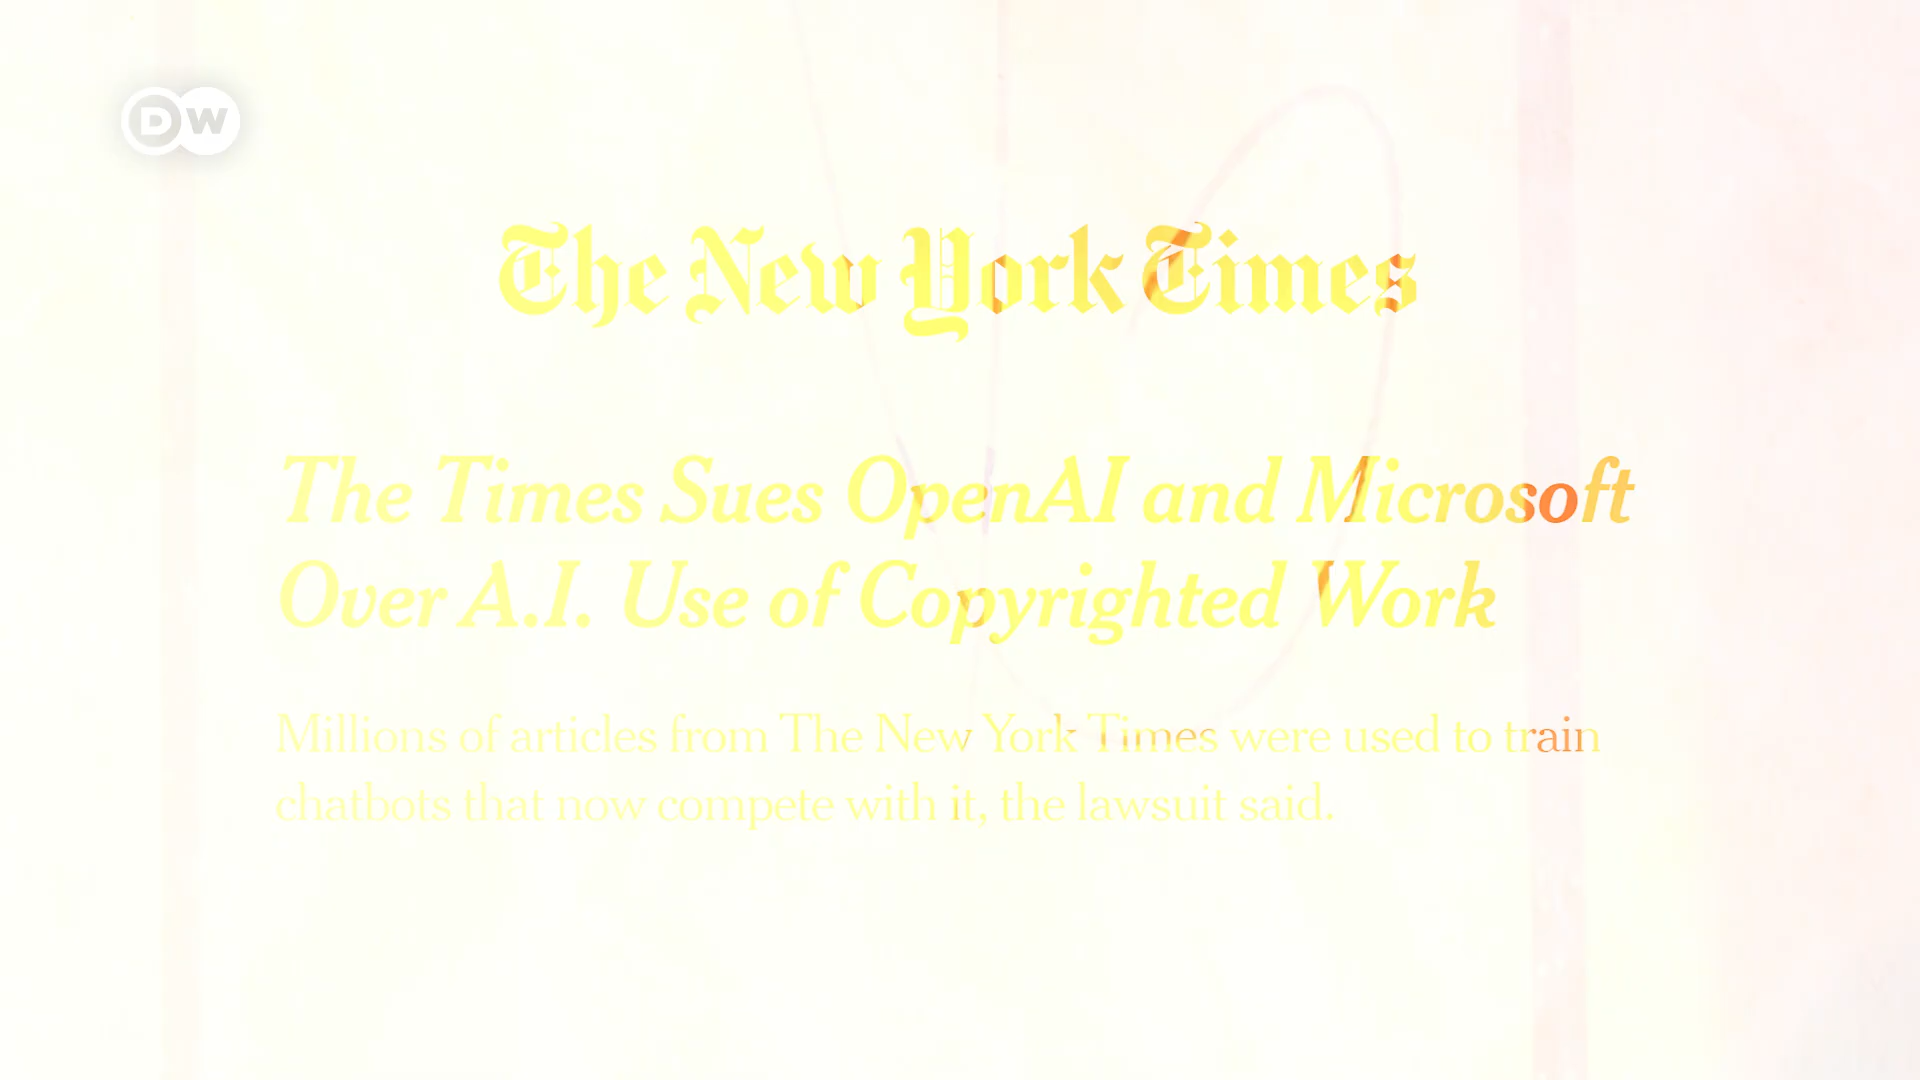 DW
The New York Times
The Times Sues OpenAI and Microsoft
Over A.I. Use of Copyrighted Work
Millions of articles from The New York Times were used to train
chatbots that now compete with it, the lawsuit said.